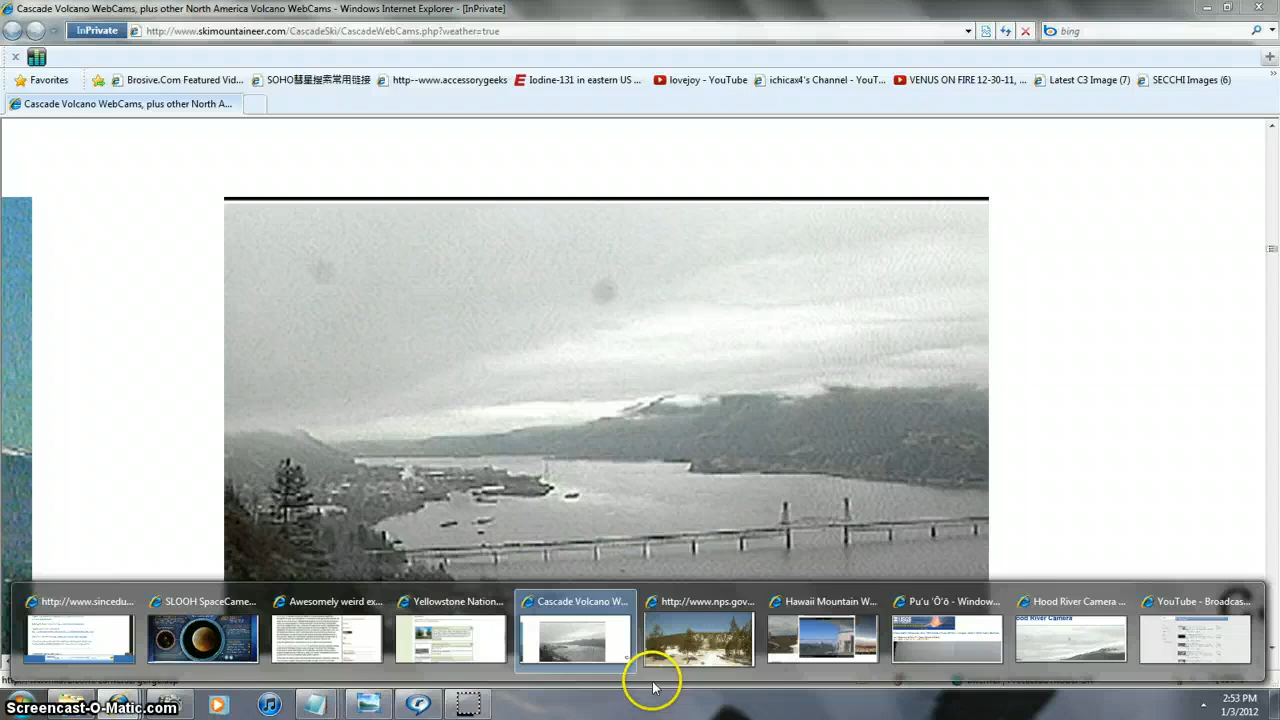 Cascade Volcano WebCams, plus other North America Volcano WebCams - Windows Internet Explorer - [InPrivate]
InPrivate http://www.skimountaineer.com/CascadeSki/CascadeWebCams.php?weather=true bing
Favorites Brosive.Com Featured Vid... SOHO彗星搜索常用链接 http--www.accessorygeeks Iodine-131 in eastern US ... lovejoy - YouTube ichicax4's Channel - YouT... VENUS ON FIRE 12-30-11, ... Latest C3 Image (7) SECCHI Images (6)
Cascade Volcano WebCams, plus other North A...
http://www.sincedu... SLOOH SpaceCame... Awesomely weird ex... Yellowstone Nation... Cascade Volcano W... http://www.nps.gov... Hawaii Mountain W... Pu`u `Ō`ō - Window... Hood River Camera ... YouTube - Broadcas...
USGS
Hood River Camera
2:53 PM
Screencast-O-Matic.com
1/3/2012